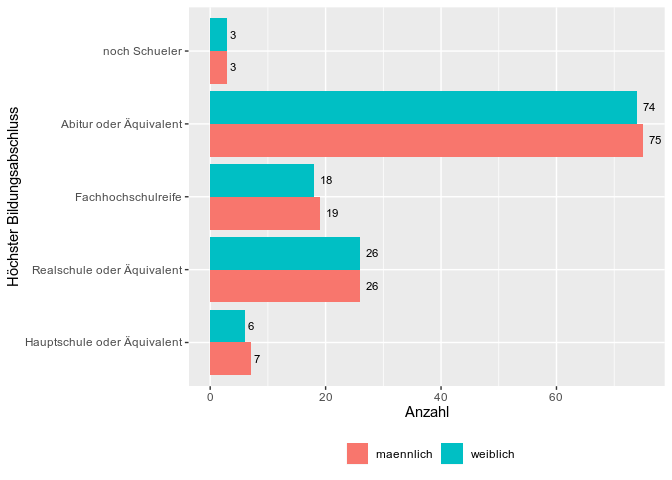 Höchster Bildungsabschluss
noch Schueler
3
3
Abitur oder Äquivalent
74
75
Fachhochschulreife
18
19
Realschule oder Äquivalent
26
26
Hauptschule oder Äquivalent
6
7
0 20 40 60
Anzahl
maennlich weiblich